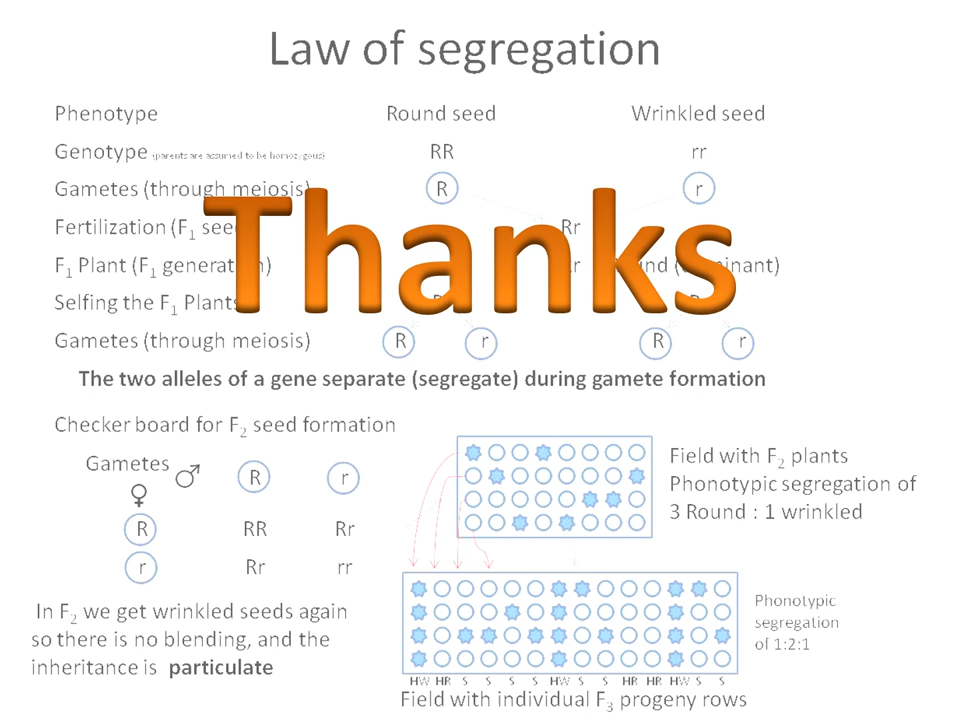 Law of segregation
Phenotype Round seed Wrinkled seed
Genotype (parents are assumed to be homozygous) RR rr
Gametes (through meiosis) R r
Thanks
Fertilization (F1 seed Rr
F1 Plant (F1 generation)
Selfing the F1 Plants
Gametes (through meiosis) R r R r
The two alleles of a gene separate (segregate) during gamete formation
Checker board for F2 seed formation
Gametes ♂ R r
♀
R RR Rr
r Rr rr
In F2 we get wrinkled seeds again
so there is no blending, and the
inheritance is particulate
Field with F2 plants
Phonotypic segregation of
3 Round : 1 wrinkled
Phonotypic
segregation
of 1:2:1
HW HR S S S S HW S S HR HR HW S S
Field with individual F3 progeny rows